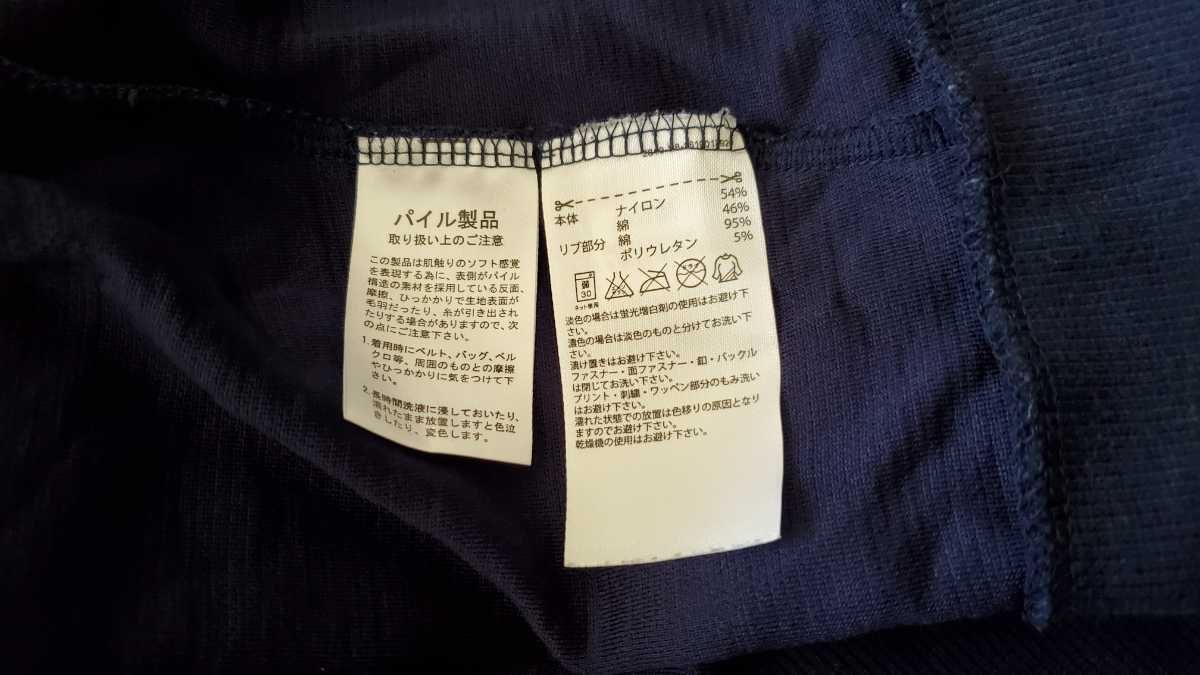 パイル製品
取り扱い上のご注意
この製品は肌触りのソフト感覚
を表現する為に、表側がパイル
構造の素材を採用している反面、
摩擦、ひっかかりで生地表面が
毛羽だったり、糸が引き出され
たりする場合がありますので、次
の点にご注意下さい。
1.着用時にベルト、バッグ、ベル
クロ等、周囲のものとの摩擦
やひっかかりに気をつけて下
さい。
2.長時間洗液に浸しておいたり、
濡れたまま放置しますと色泣
きしたり、変色します。
本体 ナイロン 54%
綿 46%
リブ部分 綿 95%
ポリウレタン 5%
弱
30
ネット使用
淡色の場合は蛍光増白剤の使用はお避け下
さい。
濃色の場合は淡色のものと分けてお洗い下
さい。
漬け置きはお避け下さい。
ファスナー・面ファスナー・釦・バックル
は閉じてお洗い下さい。
プリント・刺繍・ワッペン部分のもみ洗い
はお避け下さい。
濡れた状態での放置は色移りの原因となり
ますのでお避け下さい。
乾燥機の使用はお避け下さい。